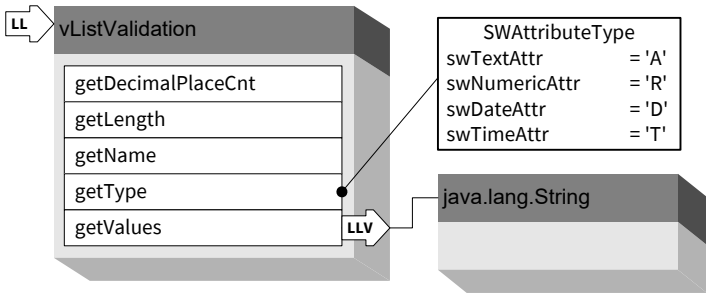 LL
vListValidation
getDecimalPlaceCnt
getLength
getName
getType
getValues
LLV
SWAttributeType
swTextAttr = 'A'
swNumericAttr = 'R'
swDateAttr = 'D'
swTimeAttr = 'T'
java.lang.String